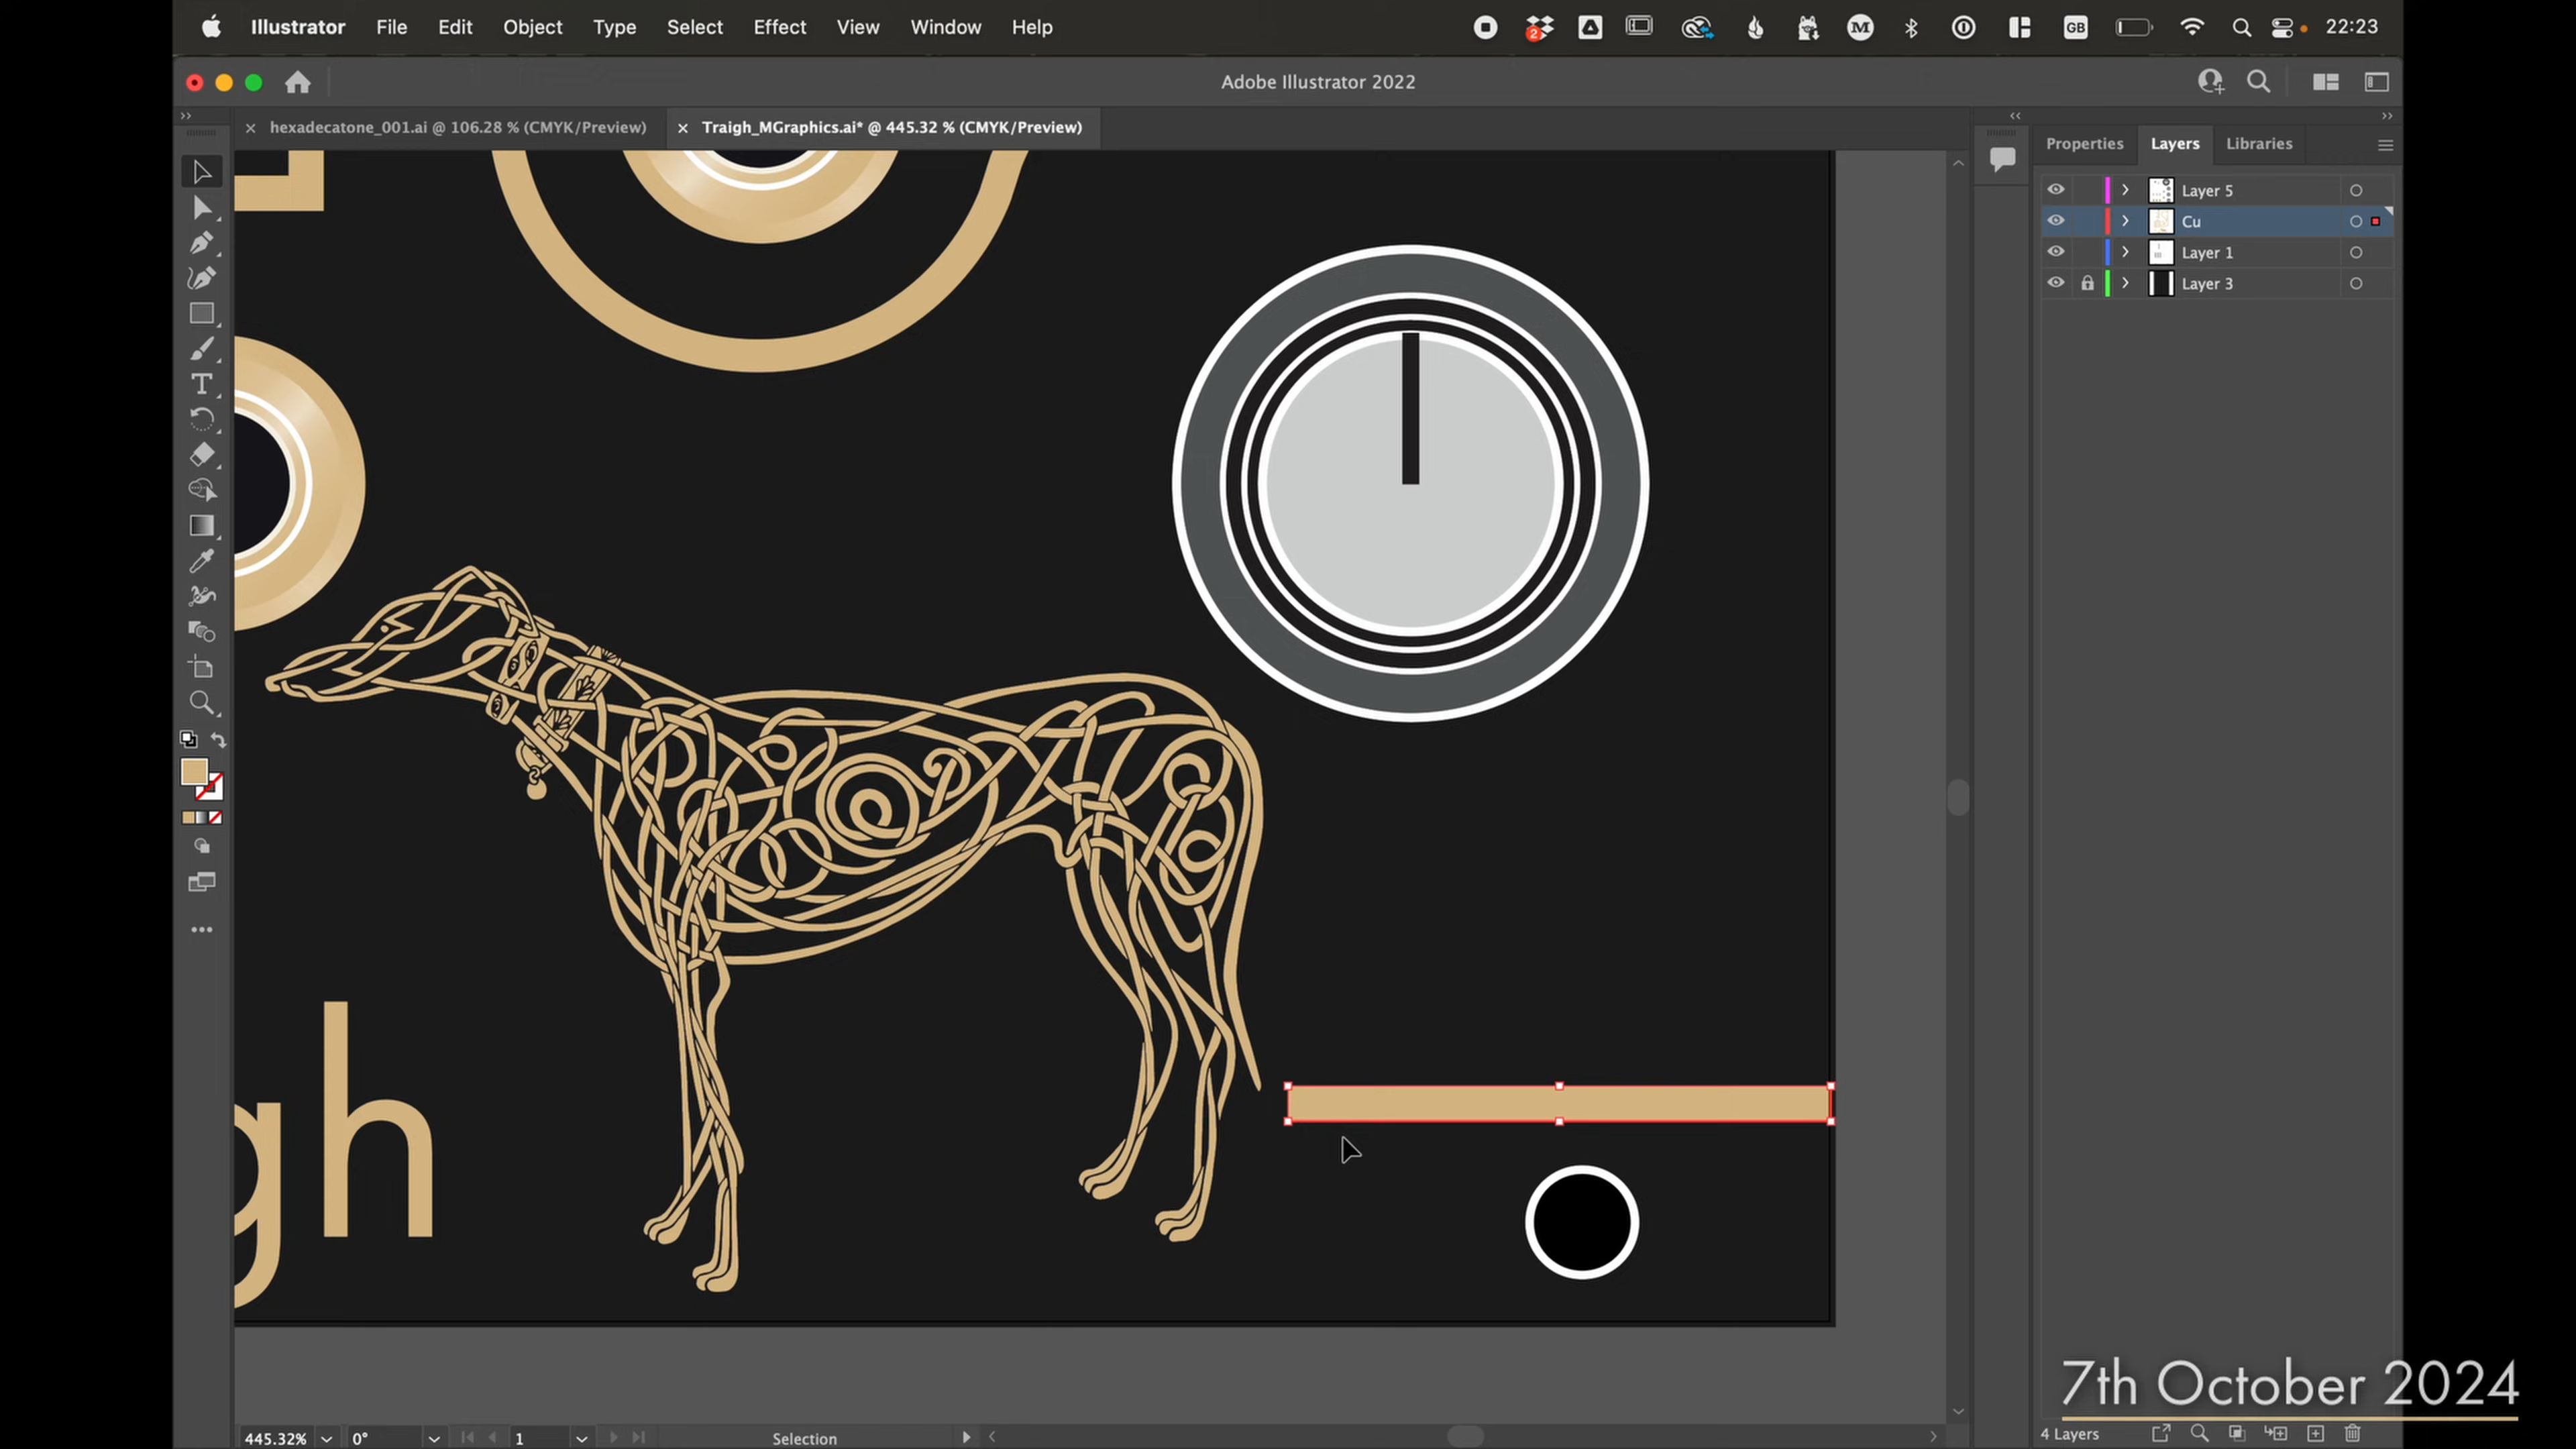 Illustrator File Edit Object Type Select Effect View Window Help 2 M GB 22:23
Adobe Illustrator 2022
hexadecatone_001.ai @ 106.28 % (CMYK/Preview) Traigh_MGraphics.ai* @ 445.32 % (CMYK/Preview)
Properties Layers Libraries
Layer 5
Cu
Layer 1
Layer 3
gh
7th October 2024
445.32% 0° 1 Selection 4 Layers